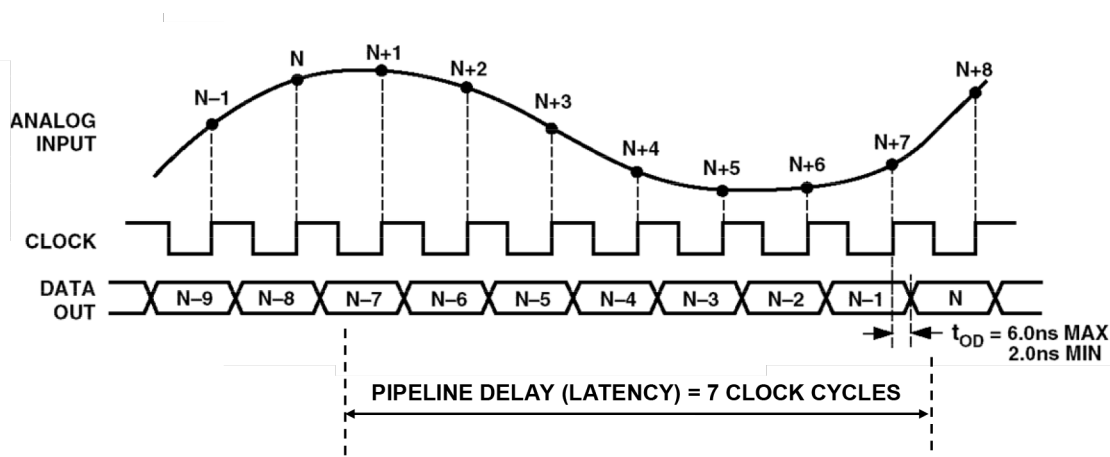 N–1
N
N+1
N+2
N+3
N+4
N+5
N+6
N+7
N+8
ANALOG
INPUT
CLOCK
DATA
OUT
N–9
N–8
N–7
N–6
N–5
N–4
N–3
N–2
N–1
N
tOD = 6.0ns MAX
2.0ns MIN
PIPELINE DELAY (LATENCY) = 7 CLOCK CYCLES